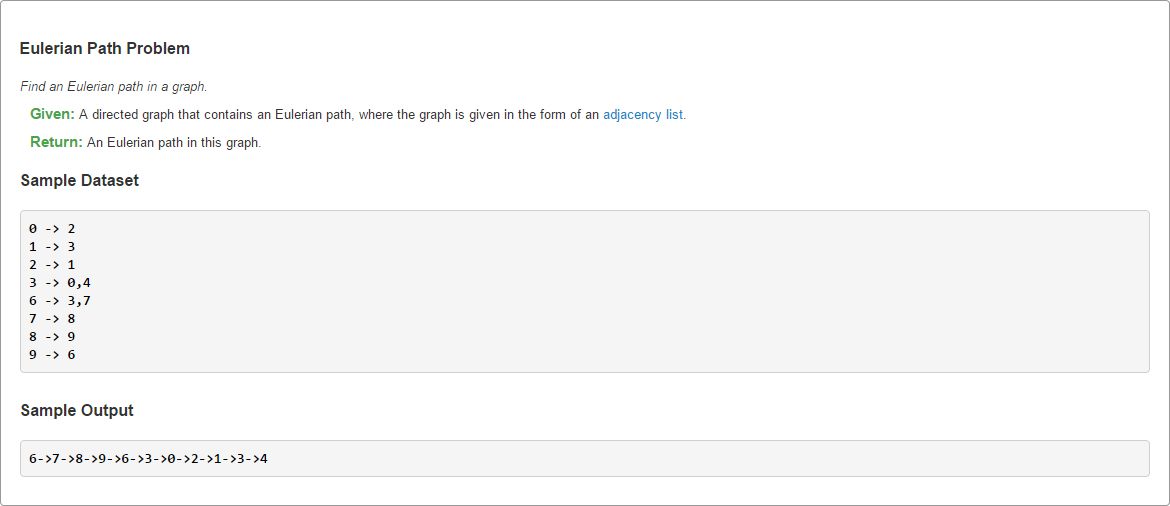 Eulerian Path Problem
Find an Eulerian path in a graph.
Given: A directed graph that contains an Eulerian path, where the graph is given in the form of an adjacency list.
Return: An Eulerian path in this graph.
Sample Dataset
0 -> 2
1 -> 3
2 -> 1
3 -> 0,4
6 -> 3,7
7 -> 8
8 -> 9
9 -> 6
Sample Output
6->7->8->9->6->3->0->2->1->3->4